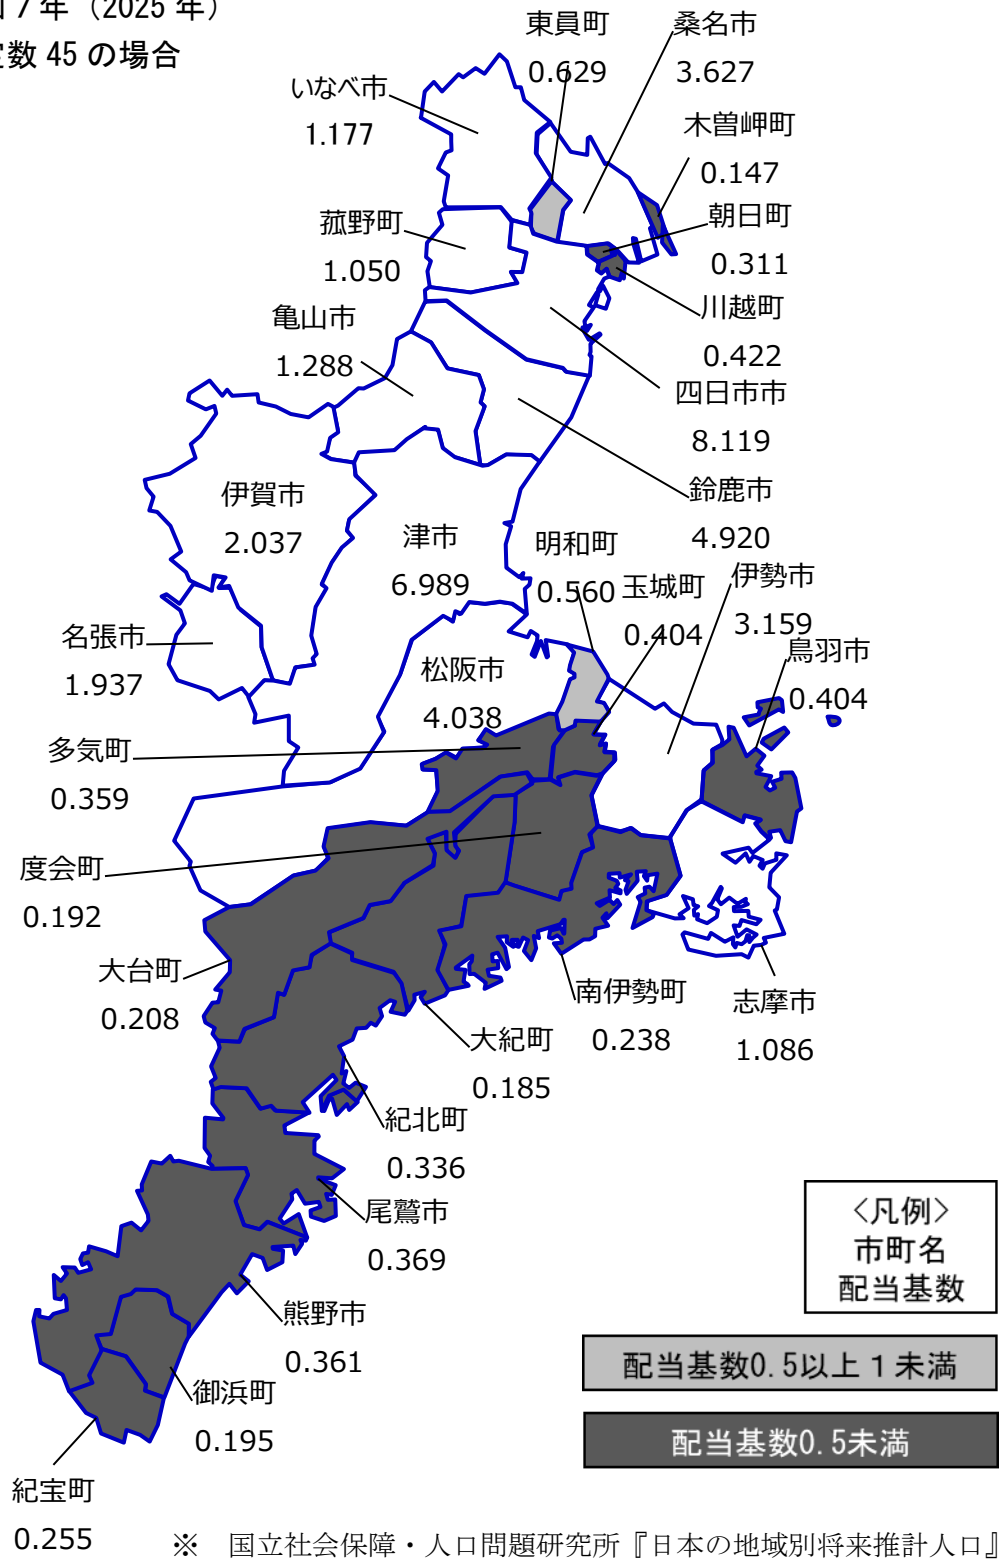 7年（2025年）
数 45 の場合
東員町
0.629
桑名市
3.627
いなべ市
1.177
木曽岬町
0.147
朝日町
0.311
菰野町
1.050
川越町
0.422
亀山市
1.288
四日市市
8.119
鈴鹿市
4.920
伊賀市
2.037
津市
6.989
明和町
0.560
玉城町
0.404
伊勢市
3.159
鳥羽市
0.404
名張市
1.937
松阪市
4.038
多気町
0.359
度会町
0.192
大台町
0.208
南伊勢町
0.238
志摩市
1.086
大紀町
0.185
紀北町
0.336
尾鷲市
0.369
熊野市
0.361
御浜町
0.195
紀宝町
0.255
〈凡例〉
市町名
配当基数
配当基数0.5以上１未満
配当基数0.5未満
※　国立社会保障・人口問題研究所『日本の地域別将来推計人口』